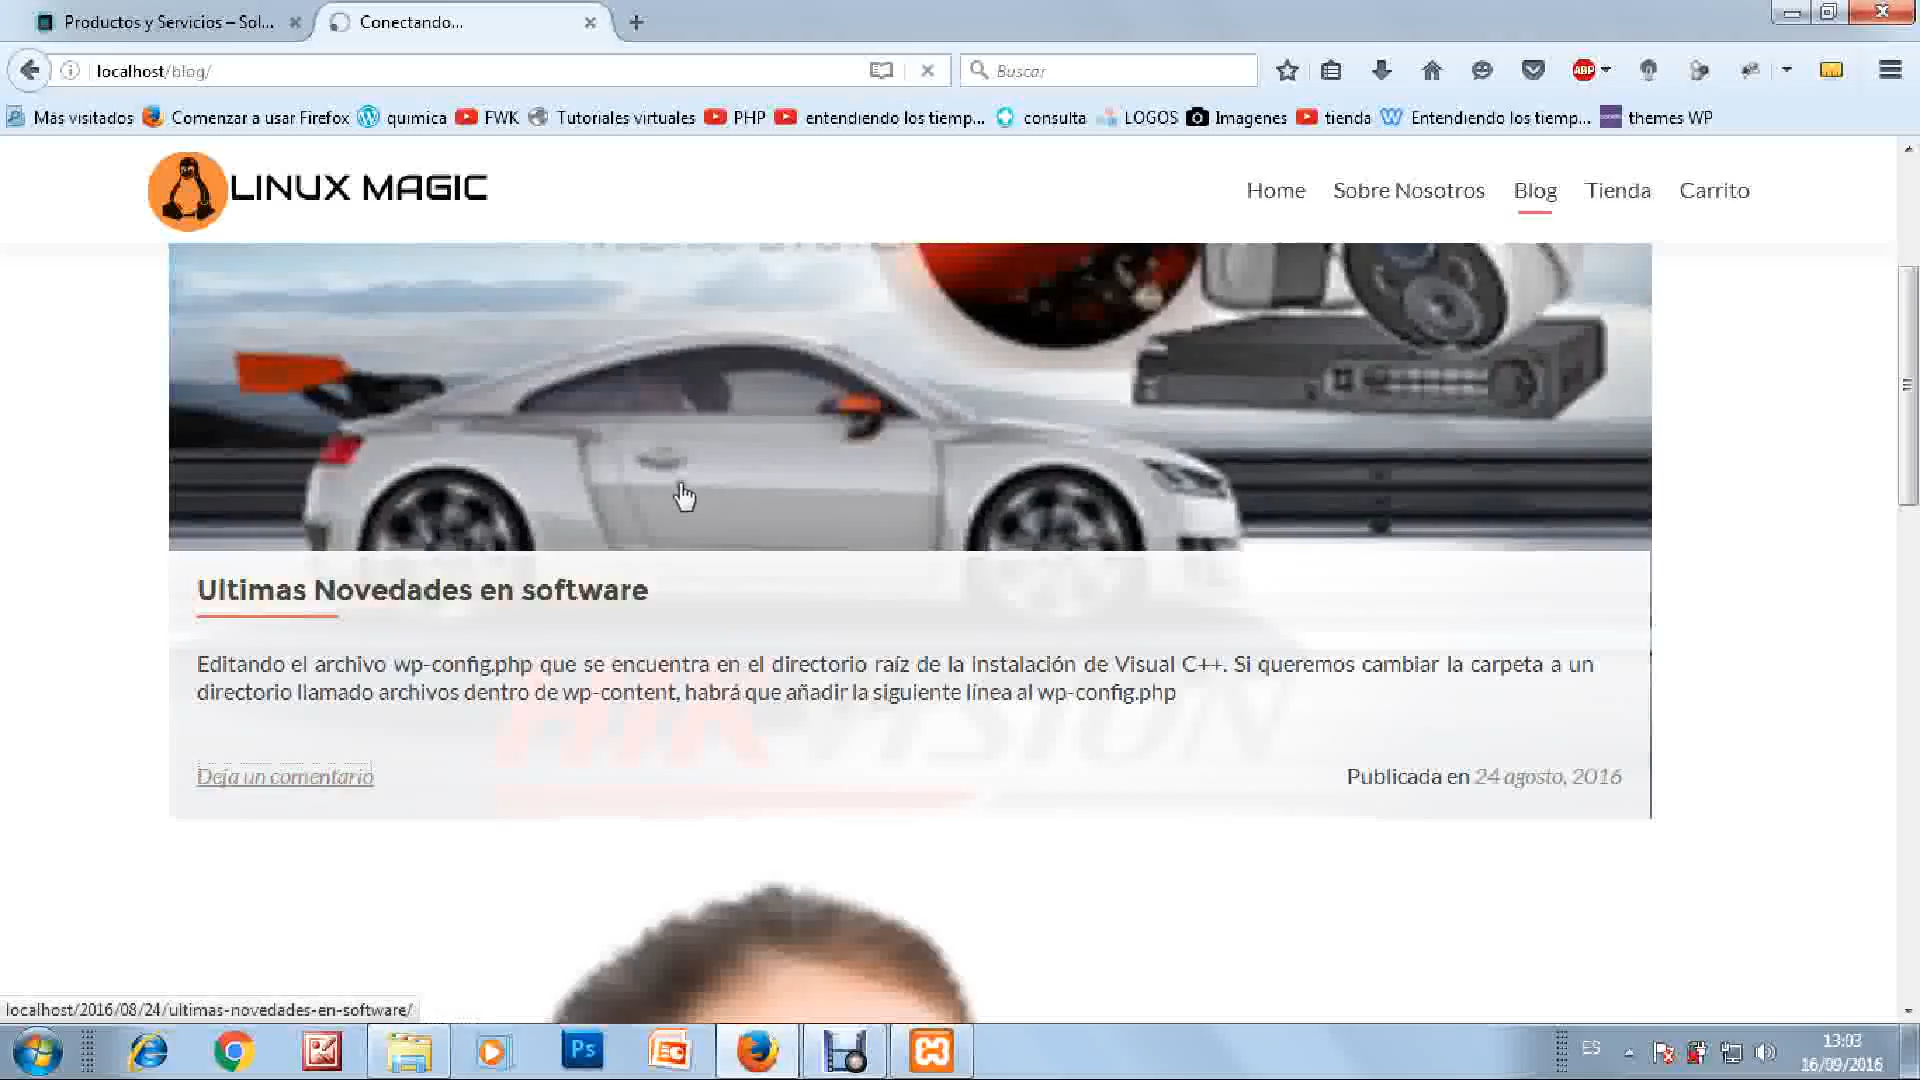 Productos y Servicios – Sol...
Conectando...
localhost/blog/
Buscar
ABP
Más visitados
Comenzar a usar Firefox
quimica
FWK
Tutoriales virtuales
PHP
entendiendo los tiemp...
consulta
LOGOS
Imagenes
tienda
Entendiendo los tiemp...
themes WP
LINUX MAGIC
Home
Sobre Nosotros
Blog
Tienda
Carrito
Ultimas Novedades en software
Editando el archivo wp-config.php que se encuentra en el directorio raíz de la instalación de Visual C++. Si queremos cambiar la carpeta a un
directorio llamado archivos dentro de wp-content, habrá que añadir la siguiente línea al wp-config.php
HIKVISION
Deja un comentario
Publicada en 24 agosto, 2016
localhost/2016/08/24/ultimas-novedades-en-software/
Ps
ES
13:03
16/09/2016